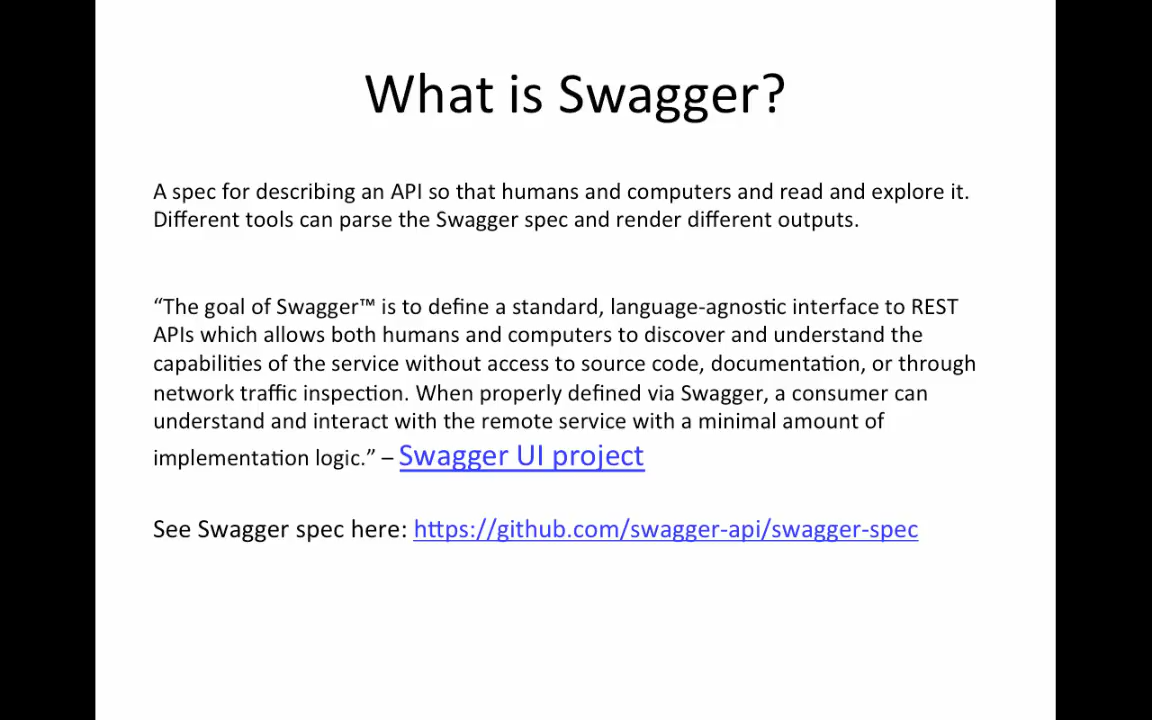 What is Swagger?
A spec for describing an API so that humans and computers and read and explore it.
Different tools can parse the Swagger spec and render different outputs.
“The goal of Swagger™ is to define a standard, language-agnostic interface to REST
APIs which allows both humans and computers to discover and understand the
capabilities of the service without access to source code, documentation, or through
network traffic inspection. When properly defined via Swagger, a consumer can
understand and interact with the remote service with a minimal amount of
implementation logic.” – Swagger UI project
See Swagger spec here: https://github.com/swagger-api/swagger-spec